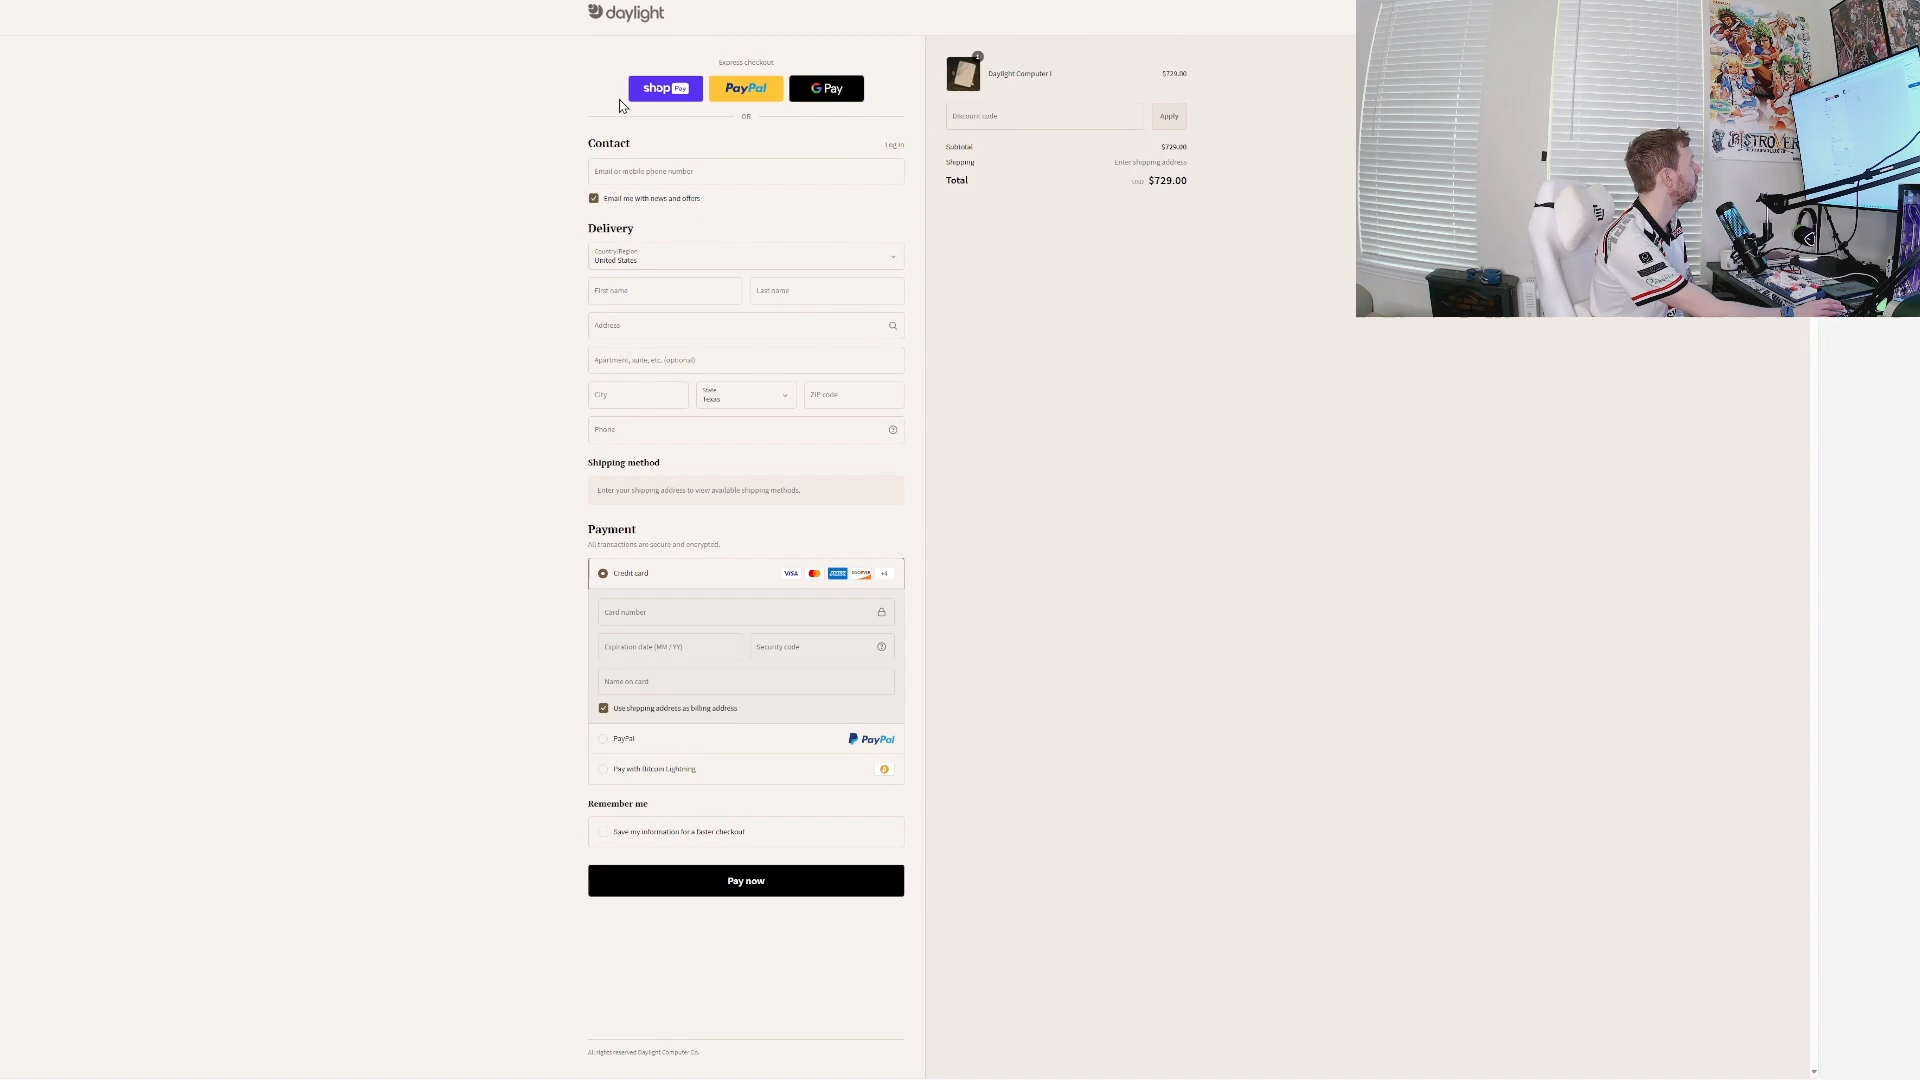 daylight
Express checkout
shop Pay
PayPal
G Pay
OR
Contact
Log in
Email or mobile phone number
Email me with news and offers
Delivery
Country/Region
United States
First name
Last name
Address
Apartment, suite, etc. (optional)
City
State
Texas
ZIP code
Phone
Shipping method
Enter your shipping address to view available shipping methods.
Payment
All transactions are secure and encrypted.
Credit card
VISA
DISCOVER
+4
Card number
Expiration date (MM / YY)
Security code
Name on card
Use shipping address as billing address
PayPal
PayPal
Pay with Bitcoin Lightning
Remember me
Save my information for a faster checkout
Pay now
All rights reserved Daylight Computer Co.
1
Daylight Computer I
$729.00
Discount code
Apply
Subtotal
$729.00
Shipping
Enter shipping address
Total
USD $729.00